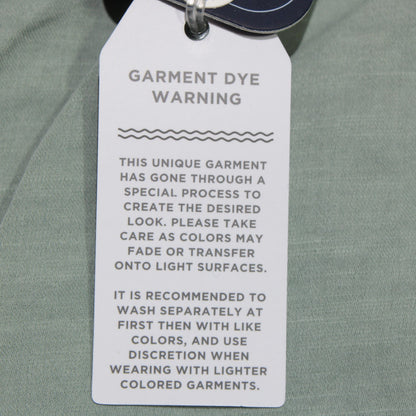 GARMENT DYE
WARNING
THIS UNIQUE GARMENT
HAS GONE THROUGH A
SPECIAL PROCESS TO
CREATE THE DESIRED
LOOK. PLEASE TAKE
CARE AS COLORS MAY
FADE OR TRANSFER
ONTO LIGHT SURFACES.
IT IS RECOMMENDED TO
WASH SEPARATELY AT
FIRST THEN WITH LIKE
COLORS, AND USE
DISCRETION WHEN
WEARING WITH LIGHTER
COLORED GARMENTS.